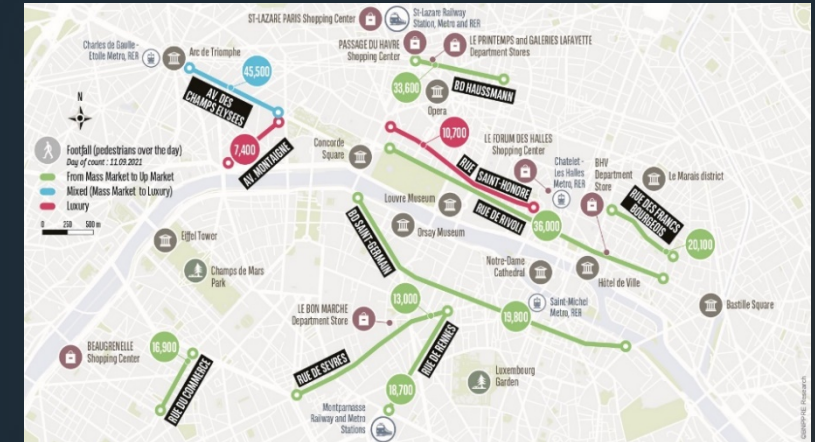 ST-LAZARE PARIS Shopping Center
St-Lazare Railway
Station, Metro and RER
PASSAGE DU HAVRE
Shopping Center
LE PRINTEMPS and GALERIES LAFAYETTE
Department Stores
Charles de Gaulle -
Etoile Metro, RER
Arc de Triomphe
45,500
AV. DES
CHAMPS ELYSEES
33,600
BD HAUSSMANN
Opera
N
7,400
AV. MONTAIGNE
Concorde
Square
10,700
RUE SAINT-HONORE
LE FORUM DES HALLES
Shopping Center
Chatelet -
Les Halles
Metro, RER
BHV
Department
Store
Le Marais district
Footfall (pedestrians over the day)
Day of count : 11.09.2021
From Mass Market to Up Market
Mixed (Mass Market to Luxury)
Luxury
0 250 500 m
Louvre Museum
RUE DE RIVOLI
36,000
RUE DES FRANCS
BOURGEOIS
20,100
Eiffel Tower
BD SAINT-GERMAIN
Orsay Museum
Champs de Mars
Park
Notre-Dame
Cathedral
Hôtel de Ville
Saint-Michel
Metro, RER
Bastille Square
LE BON MARCHE
Department Store
13,000
19,800
BEAUGRENELLE
Shopping Center
16,900
RUE DU COMMERCE
RUE DE SEVRES
RUE DE RENNES
18,700
Luxembourg
Garden
Montparnasse
Railway and Metro
Stations
©BNPPRE Research